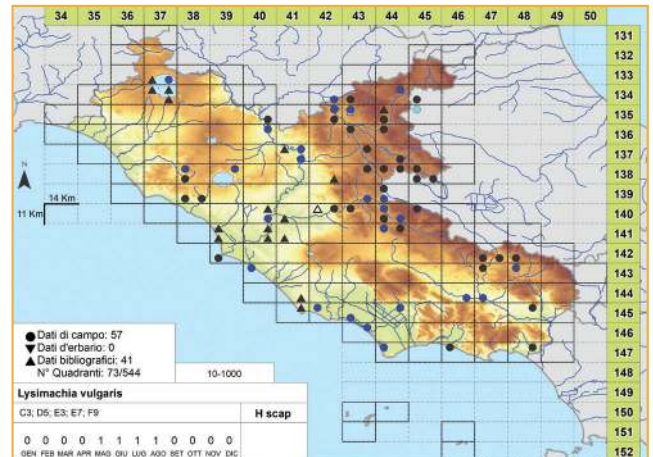 34 35 36 37 38 39 40 41 42 43 44 45 46 47 48 49 50
131
132
133
134
135
136
137
138
139
140
141
142
143
144
145
146
147
150
151
152
N
14 Km
11 Km
● Dati di campo: 57
▼ Dati d'erbario: 0
▲ Dati bibliografici: 41
N° Quadranti: 73/544
10-1000
Lysimachia vulgaris
C3; D5; E3; E7; F9
H scap
0 0 0 0 1 1 1 1 0 0 0 0
GEN FEB MAR APR MAG GIU LUG AGO SET OTT NOV DIC